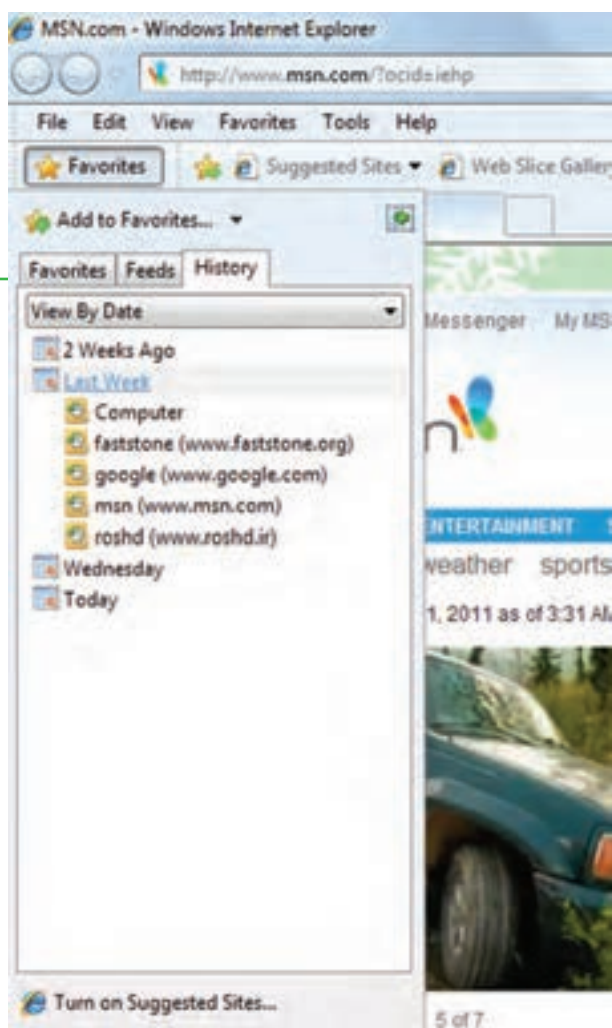 MSN.com - Windows Internet Explorer
http://www.msn.com/?ocid=iehp
File Edit View Favorites Tools Help
Favorites Suggested Sites Web Slice Gallery
Add to Favorites...
Favorites Feeds History
View By Date
2 Weeks Ago
Last Week
Computer
faststone (www.faststone.org)
google (www.google.com)
msn (www.msn.com)
roshd (www.roshd.ir)
Wednesday
Today
Turn on Suggested Sites...
Messenger My MS
n
ENTERTAINMENT S
weather sports
1, 2011 as of 3:31 AM
5 of 7